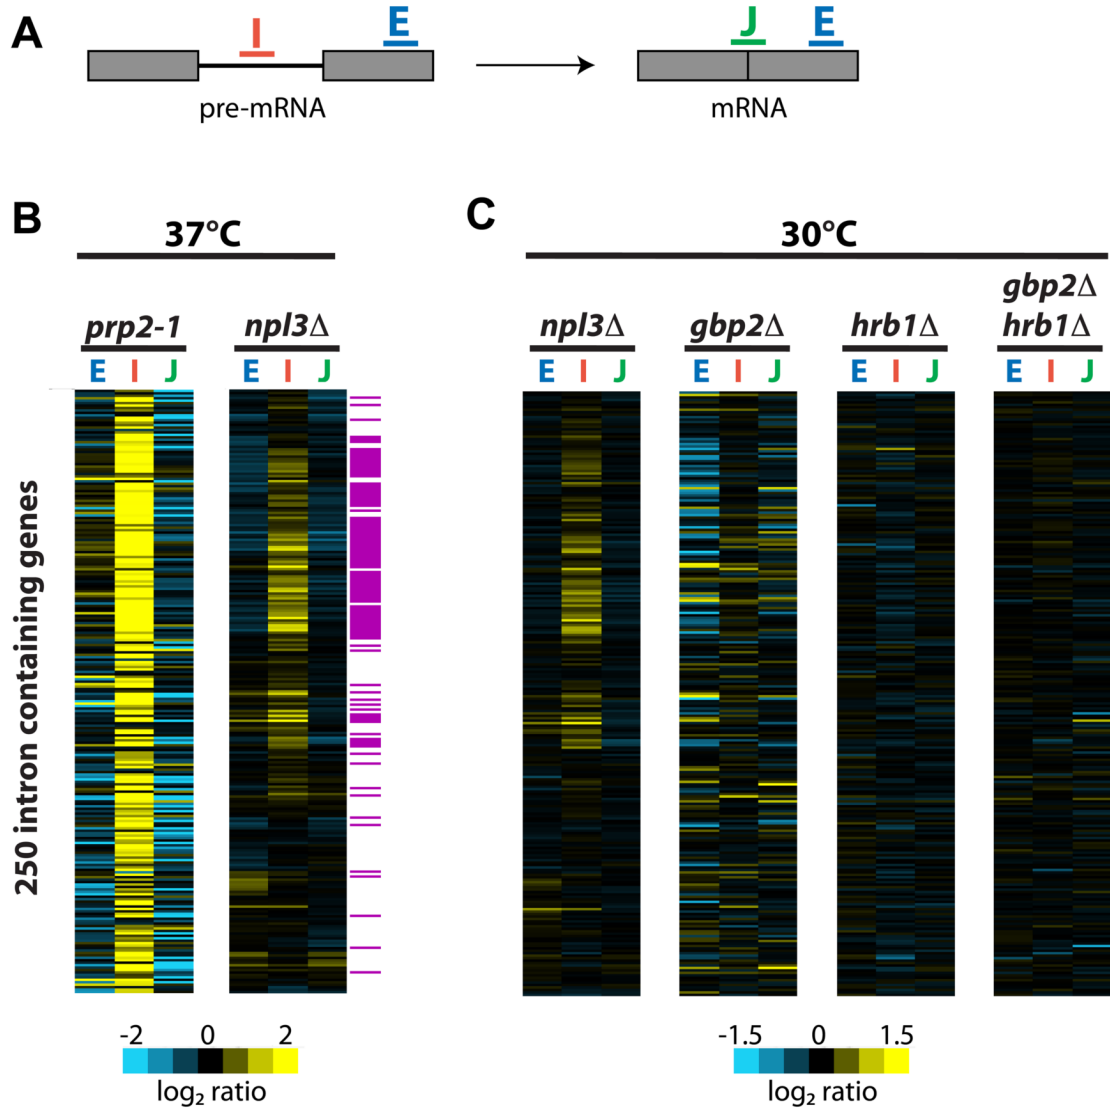 A
I
E
J
E
pre-mRNA
mRNA
B
37°C
prp2-1
npl3Δ
E I J
E I J
250 intron containing genes
-2 0 2
log₂ ratio
C
30°C
npl3Δ
gbp2Δ
hrb1Δ
gbp2Δ
hrb1Δ
E I J
E I J
E I J
E I J
-1.5 0 1.5
log₂ ratio